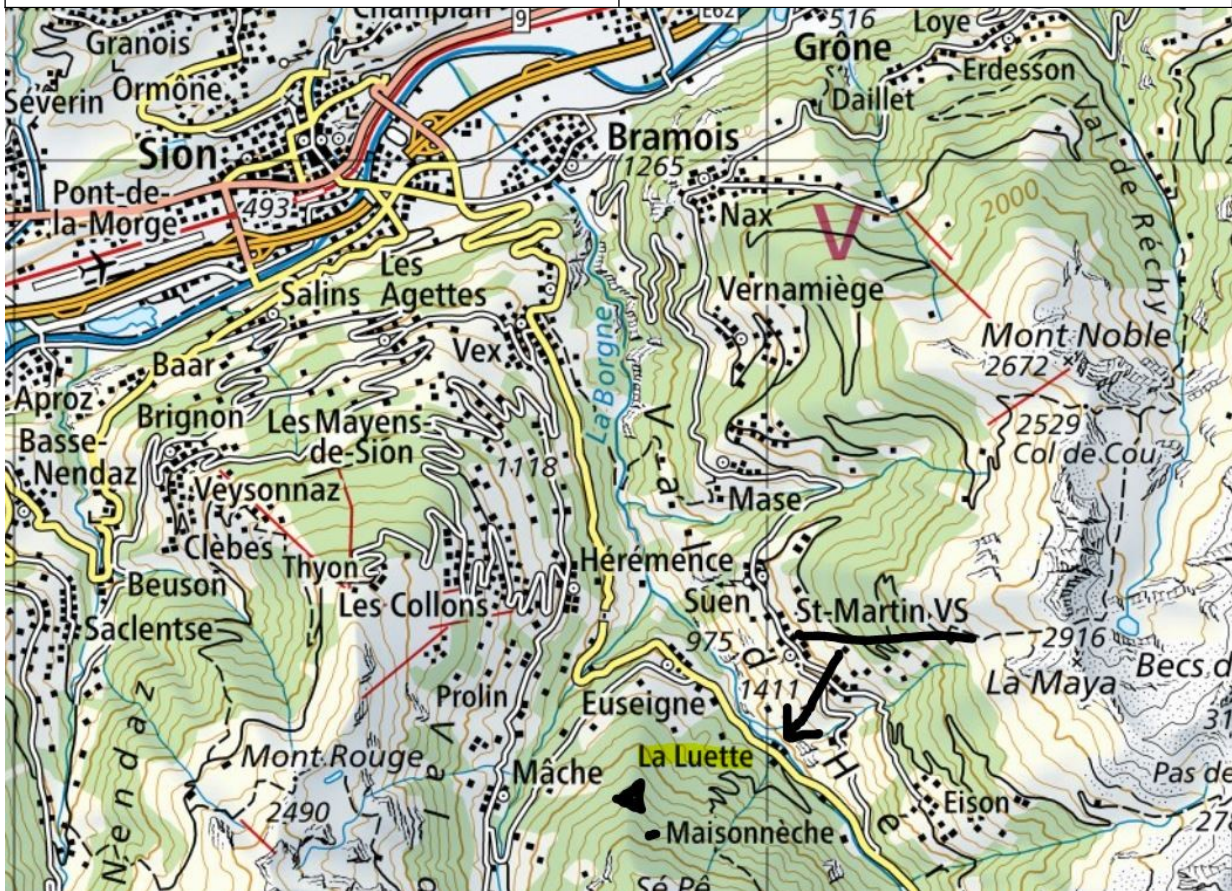 Champlan
9
E62
516
Loye
Granois
Grône
Erdesson
Séverin
Ormône
Daillet
Sion
Bramois
1265
Val de Réchy
Pont-de-
la-Morge
493
Nax
V
2000
Les
Agettes
Salins
Vernamiège
La Borgne
Mont Noble
2672
Vex
Baar
Aproz
Brignon
Les Mayens-
de-Sion
2529
Col de Cou
Basse-
Nendaz
1118
Veysonnaz
Mase
Clèbes
Thyon
Hérémence
Beuson
Les Collons
Suen
St-Martin VS
Saclentse
975
2916
Becs d
La Maya
1411
Prolin
Euseigne
Val d'Hé
Nendaz
Mont Rouge
Val
La Luette
Mâche
Pas de
2490
Eison
Maisonnèche
27